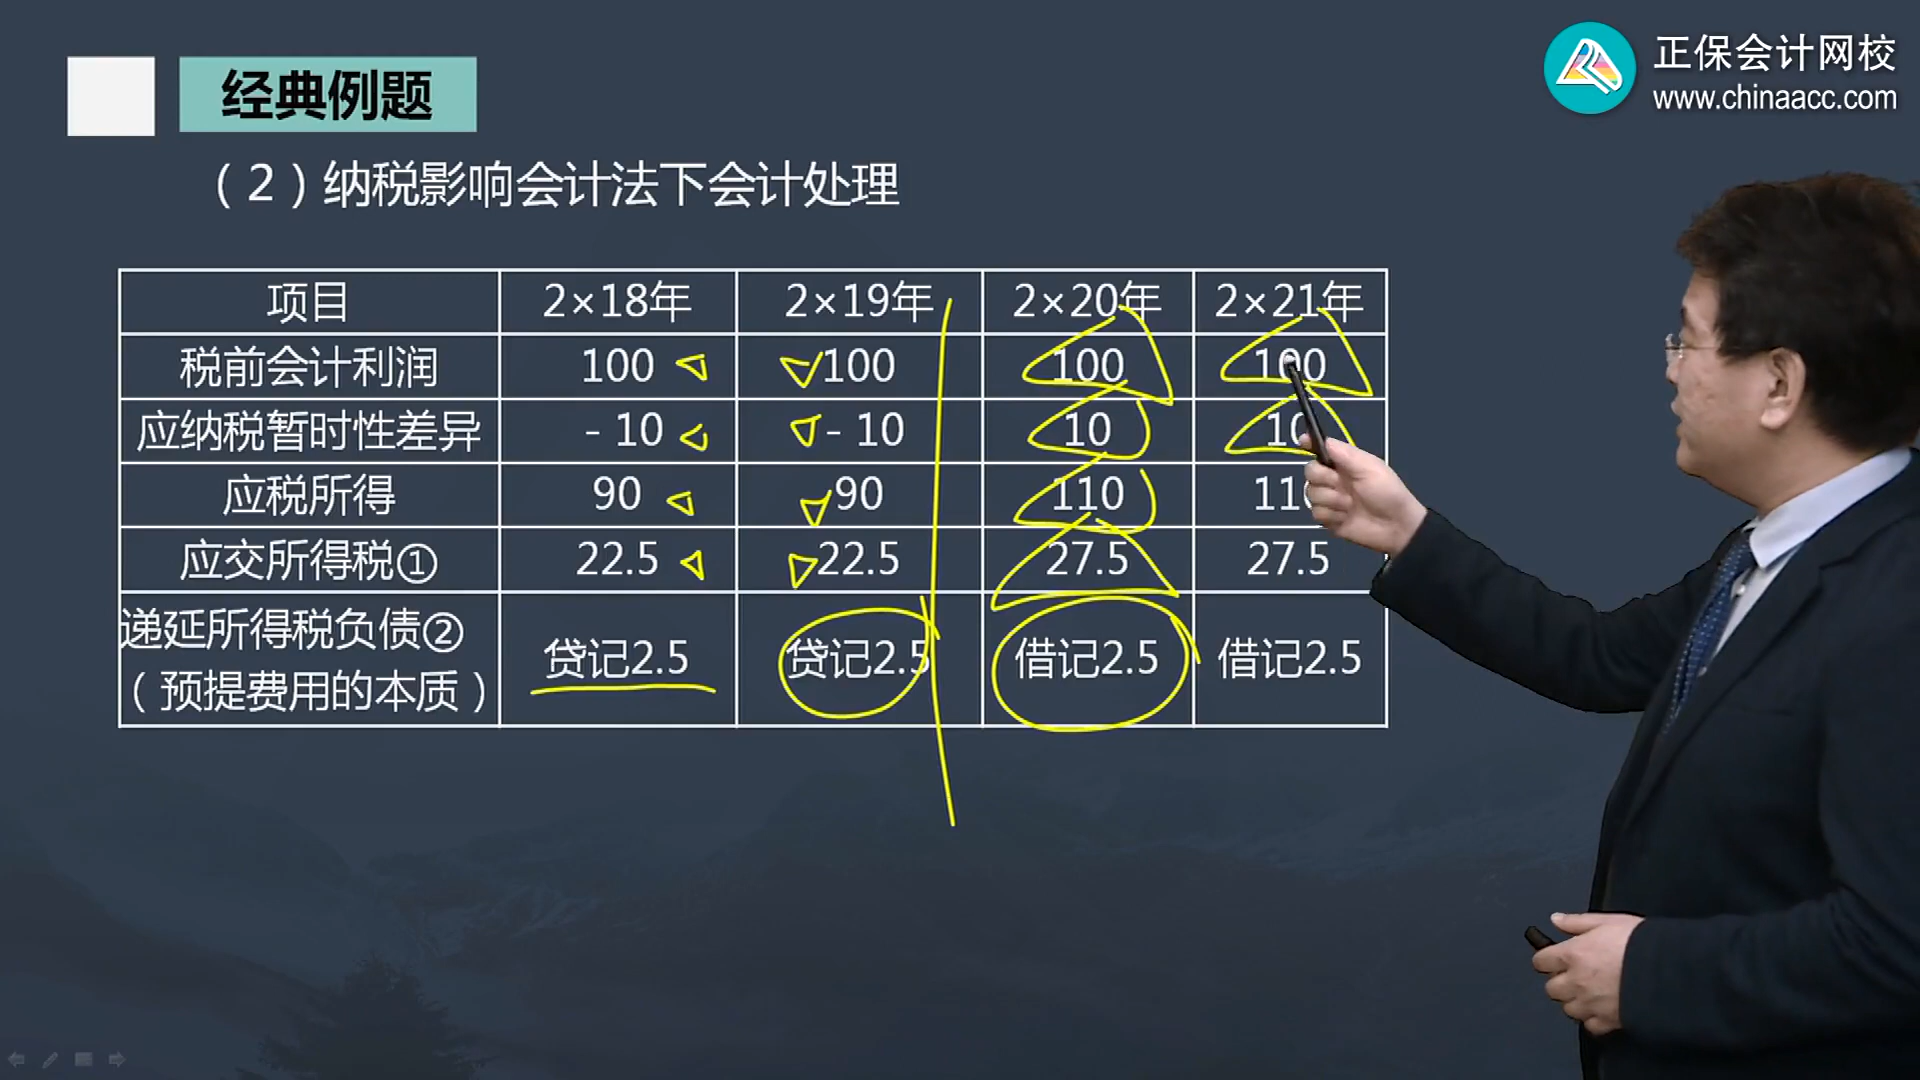 正保会计网校
www.chinaacc.com
经典例题
（2）纳税影响会计法下会计处理
项目 2×18年 2×19年 2×20年 2×21年
税前会计利润 100 100 100 100
应纳税暂时性差异 -10 -10 10 10
应税所得 90 90 110 110
应交所得税① 22.5 22.5 27.5 27.5
递延所得税负债②
（预提费用的本质） 贷记2.5 贷记2.5 借记2.5 借记2.5